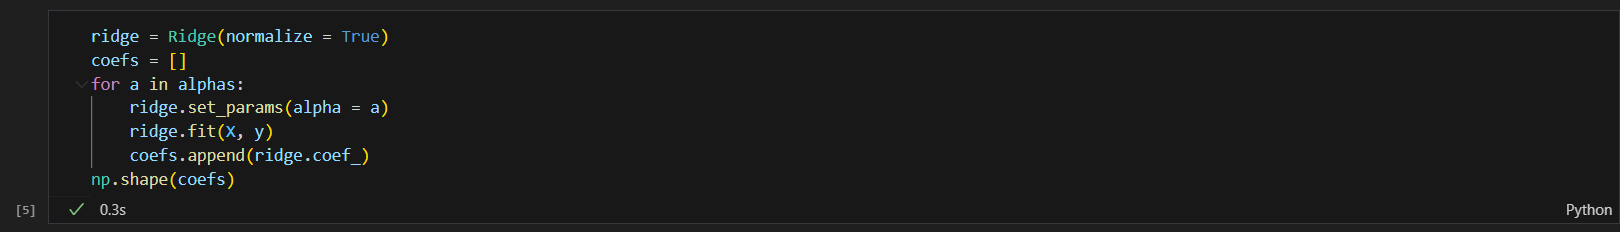 ridge = Ridge(normalize = True)
coefs = []
for a in alphas:
    ridge.set_params(alpha = a)
    ridge.fit(X, y)
    coefs.append(ridge.coef_)
np.shape(coefs)
[5] 0.3s Python